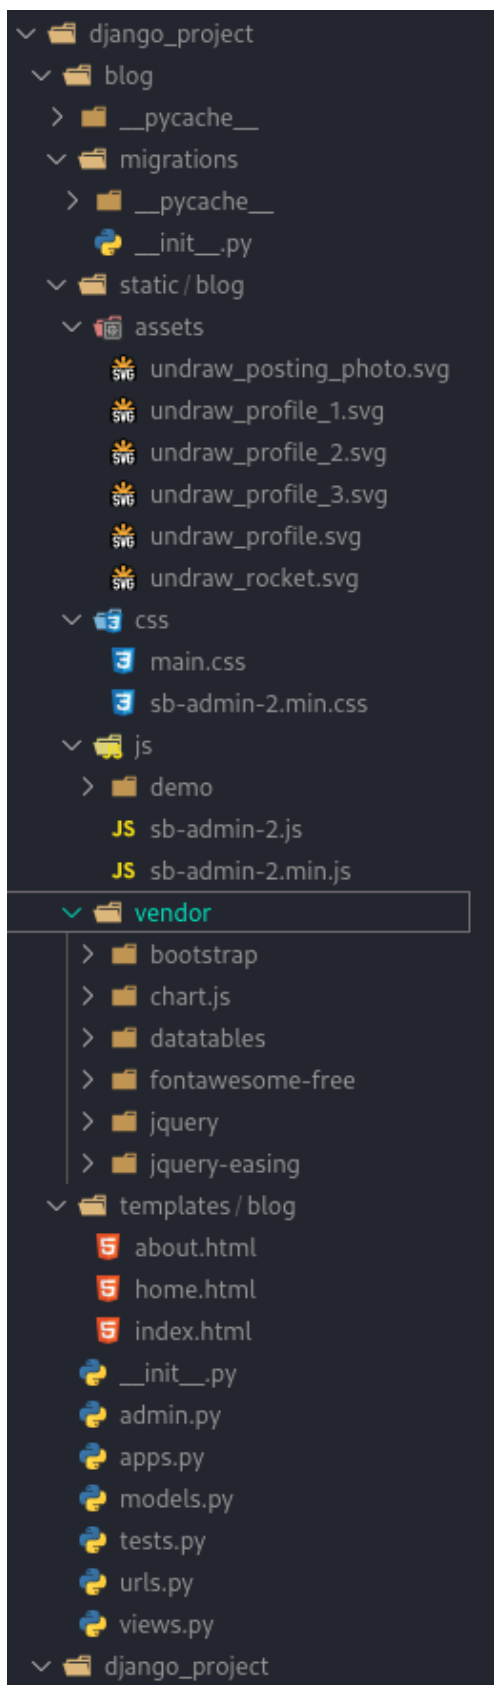 django_project
blog
__pycache__
migrations
__pycache__
__init__.py
static/blog
assets
undraw_posting_photo.svg
undraw_profile_1.svg
undraw_profile_2.svg
undraw_profile_3.svg
undraw_profile.svg
undraw_rocket.svg
css
main.css
sb-admin-2.min.css
js
demo
JS sb-admin-2.js
JS sb-admin-2.min.js
vendor
bootstrap
chart.js
datatables
fontawesome-free
jquery
jquery-easing
templates/blog
about.html
home.html
index.html
__init__.py
admin.py
apps.py
models.py
tests.py
urls.py
views.py
django_project